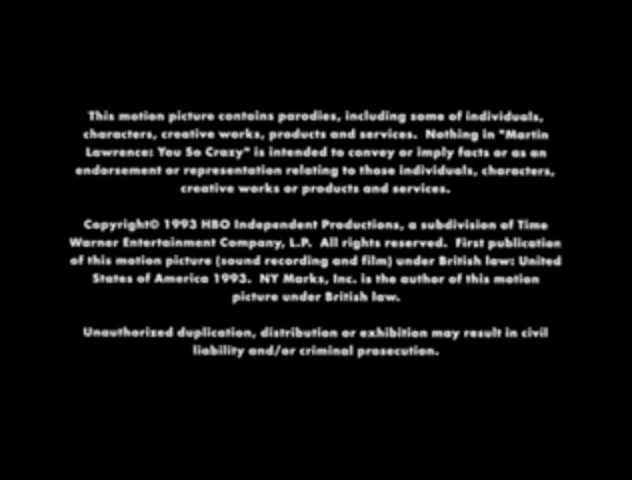 This motion picture contains parodies, including some of individuals,
characters, creative works, products and services.  Nothing in "Martin
Lawrence: You So Crazy" is intended to convey or imply facts or as an
endorsement or representation relating to those individuals, characters,
creative works or products and services.
Copyright© 1993 HBO Independent Productions, a subdivision of Time
Warner Entertainment Company, L.P.  All rights reserved.  First publication
of this motion picture (sound recording and film) under British law: United
States of America 1993.  NY Marks, Inc. is the author of this motion
picture under British law.
Unauthorized duplication, distribution or exhibition may result in civil
liability and/or criminal prosecution.